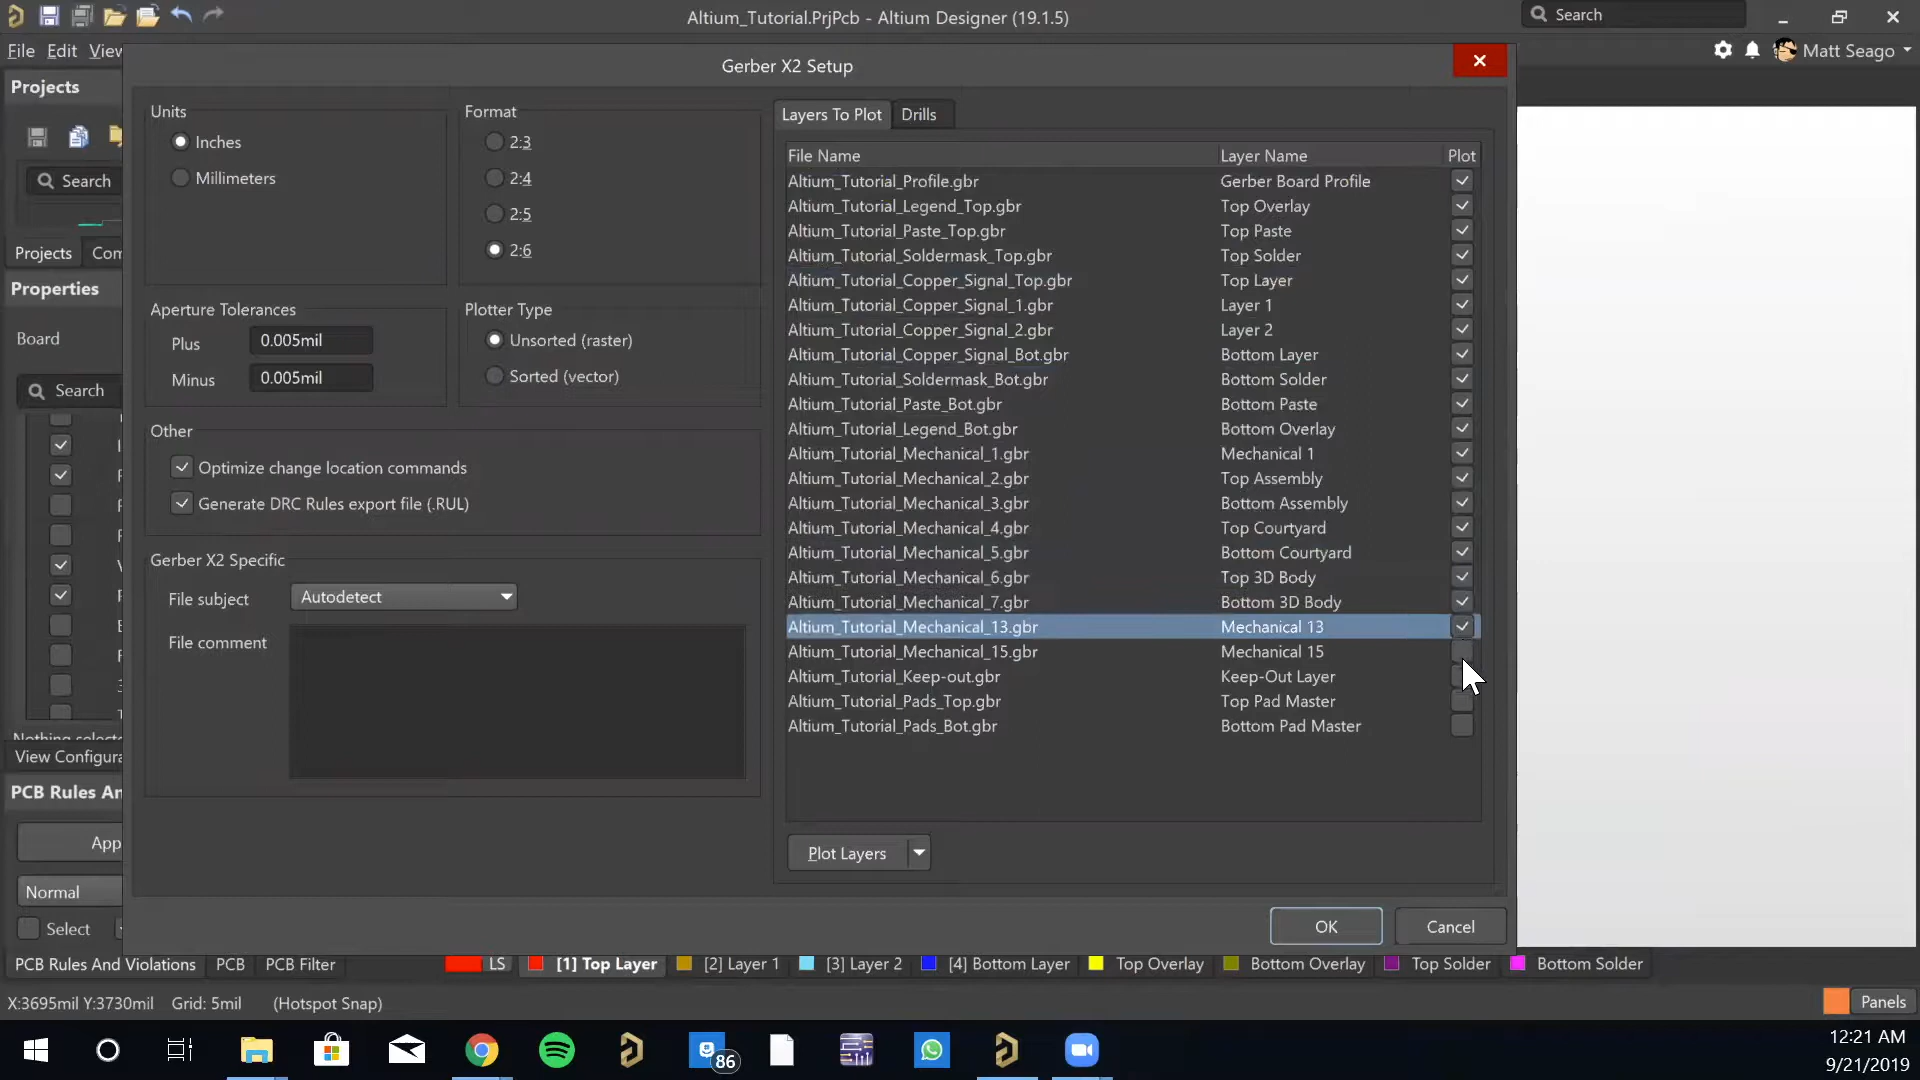 Altium_Tutorial.PrjPcb - Altium Designer (19.1.5)
Search
File Edit View
Matt Seago
Gerber X2 Setup
Projects
Search
Projects Com
Properties
Board
Search
Nothing selecte
View Configura
PCB Rules An
App
Normal
Select
Units
Inches
Millimeters
Format
2:3
2:4
2:5
2:6
Aperture Tolerances
Plus 0.005mil
Minus 0.005mil
Plotter Type
Unsorted (raster)
Sorted (vector)
Other
Optimize change location commands
Generate DRC Rules export file (.RUL)
Gerber X2 Specific
File subject Autodetect
File comment
Layers To Plot Drills
File Name Layer Name Plot
Altium_Tutorial_Profile.gbr Gerber Board Profile
Altium_Tutorial_Legend_Top.gbr Top Overlay
Altium_Tutorial_Paste_Top.gbr Top Paste
Altium_Tutorial_Soldermask_Top.gbr Top Solder
Altium_Tutorial_Copper_Signal_Top.gbr Top Layer
Altium_Tutorial_Copper_Signal_1.gbr Layer 1
Altium_Tutorial_Copper_Signal_2.gbr Layer 2
Altium_Tutorial_Copper_Signal_Bot.gbr Bottom Layer
Altium_Tutorial_Soldermask_Bot.gbr Bottom Solder
Altium_Tutorial_Paste_Bot.gbr Bottom Paste
Altium_Tutorial_Legend_Bot.gbr Bottom Overlay
Altium_Tutorial_Mechanical_1.gbr Mechanical 1
Altium_Tutorial_Mechanical_2.gbr Top Assembly
Altium_Tutorial_Mechanical_3.gbr Bottom Assembly
Altium_Tutorial_Mechanical_4.gbr Top Courtyard
Altium_Tutorial_Mechanical_5.gbr Bottom Courtyard
Altium_Tutorial_Mechanical_6.gbr Top 3D Body
Altium_Tutorial_Mechanical_7.gbr Bottom 3D Body
Altium_Tutorial_Mechanical_13.gbr Mechanical 13
Altium_Tutorial_Mechanical_15.gbr Mechanical 15
Altium_Tutorial_Keep-out.gbr Keep-Out Layer
Altium_Tutorial_Pads_Top.gbr Top Pad Master
Altium_Tutorial_Pads_Bot.gbr Bottom Pad Master
Plot Layers
OK Cancel
PCB Rules And Violations PCB PCB Filter LS [1] Top Layer [2] Layer 1 [3] Layer 2 [4] Bottom Layer Top Overlay Bottom Overlay Top Solder Bottom Solder
X:3695mil Y:3730mil Grid: 5mil (Hotspot Snap) Panels
86
12:21 AM
9/21/2019